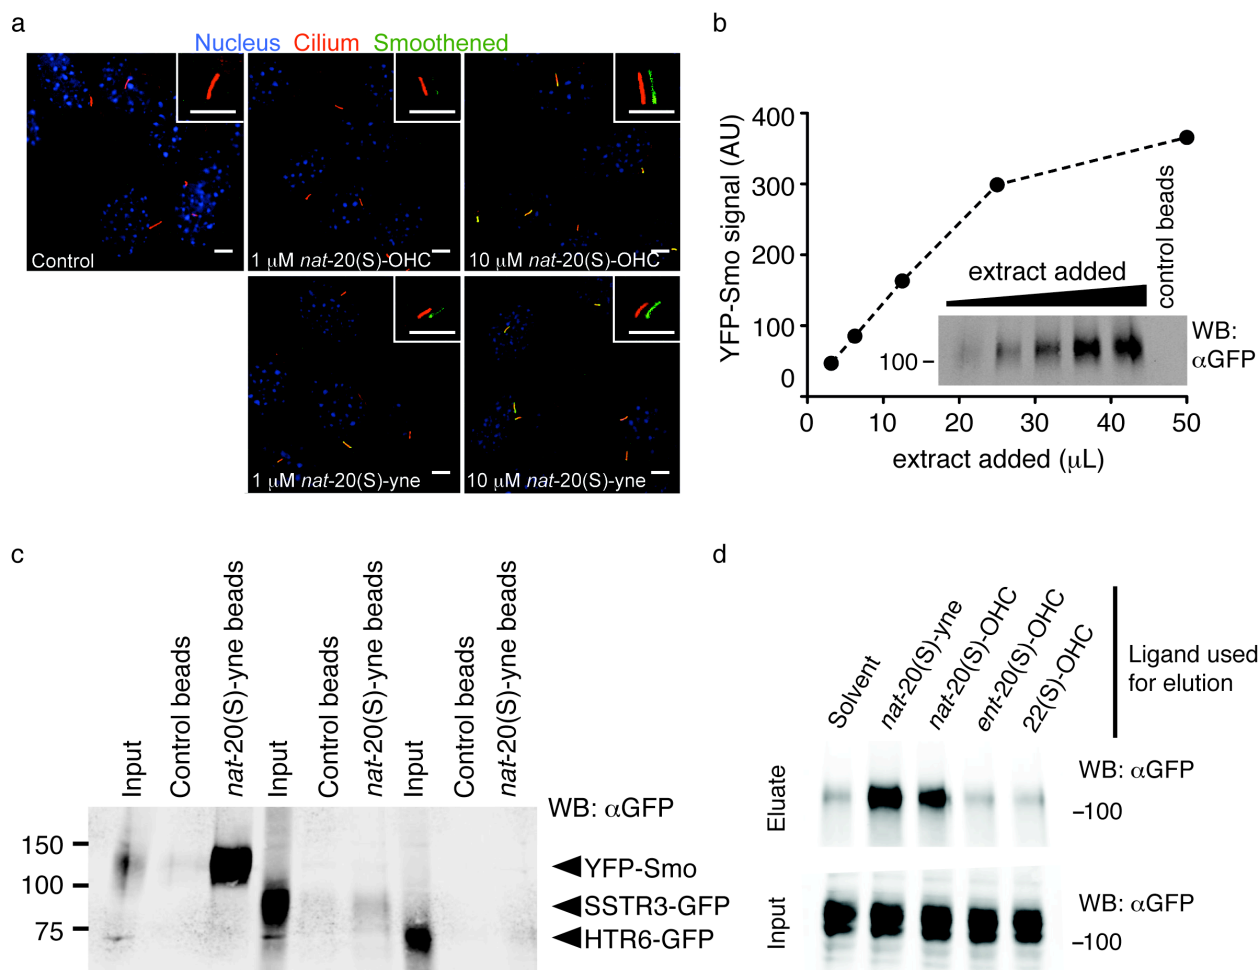 a
Nucleus Cilium Smoothened
Control
1 μM nat-20(S)-OHC
10 μM nat-20(S)-OHC
1 μM nat-20(S)-yne
10 μM nat-20(S)-yne
b
YFP-Smo signal (AU)
400
300
200
100
0
0 10 20 30 40 50
extract added (μL)
extract added
control beads
100
WB:
αGFP
c
Input
Control beads
nat-20(S)-yne beads
Input
Control beads
nat-20(S)-yne beads
Input
Control beads
nat-20(S)-yne beads
WB: αGFP
150
100
75
YFP-Smo
SSTR3-GFP
HTR6-GFP
d
Solvent
nat-20(S)-yne
nat-20(S)-OHC
ent-20(S)-OHC
22(S)-OHC
Ligand used
for elution
Eluate
WB: αGFP
–100
Input
WB: αGFP
–100